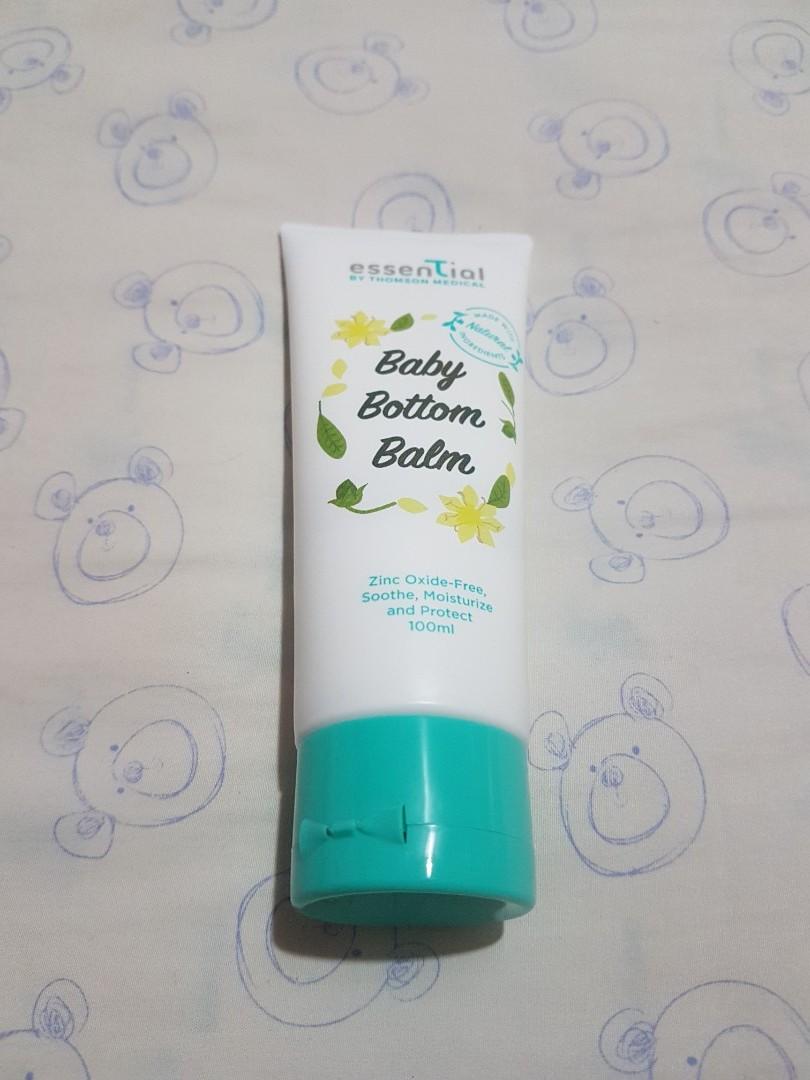 essenTial
BY THOMSON MEDICAL
MADE WITH
Natural
INGREDIENTS
Baby
Bottom
Balm
Zinc Oxide-Free,
Soothe, Moisturize
and Protect
100ml